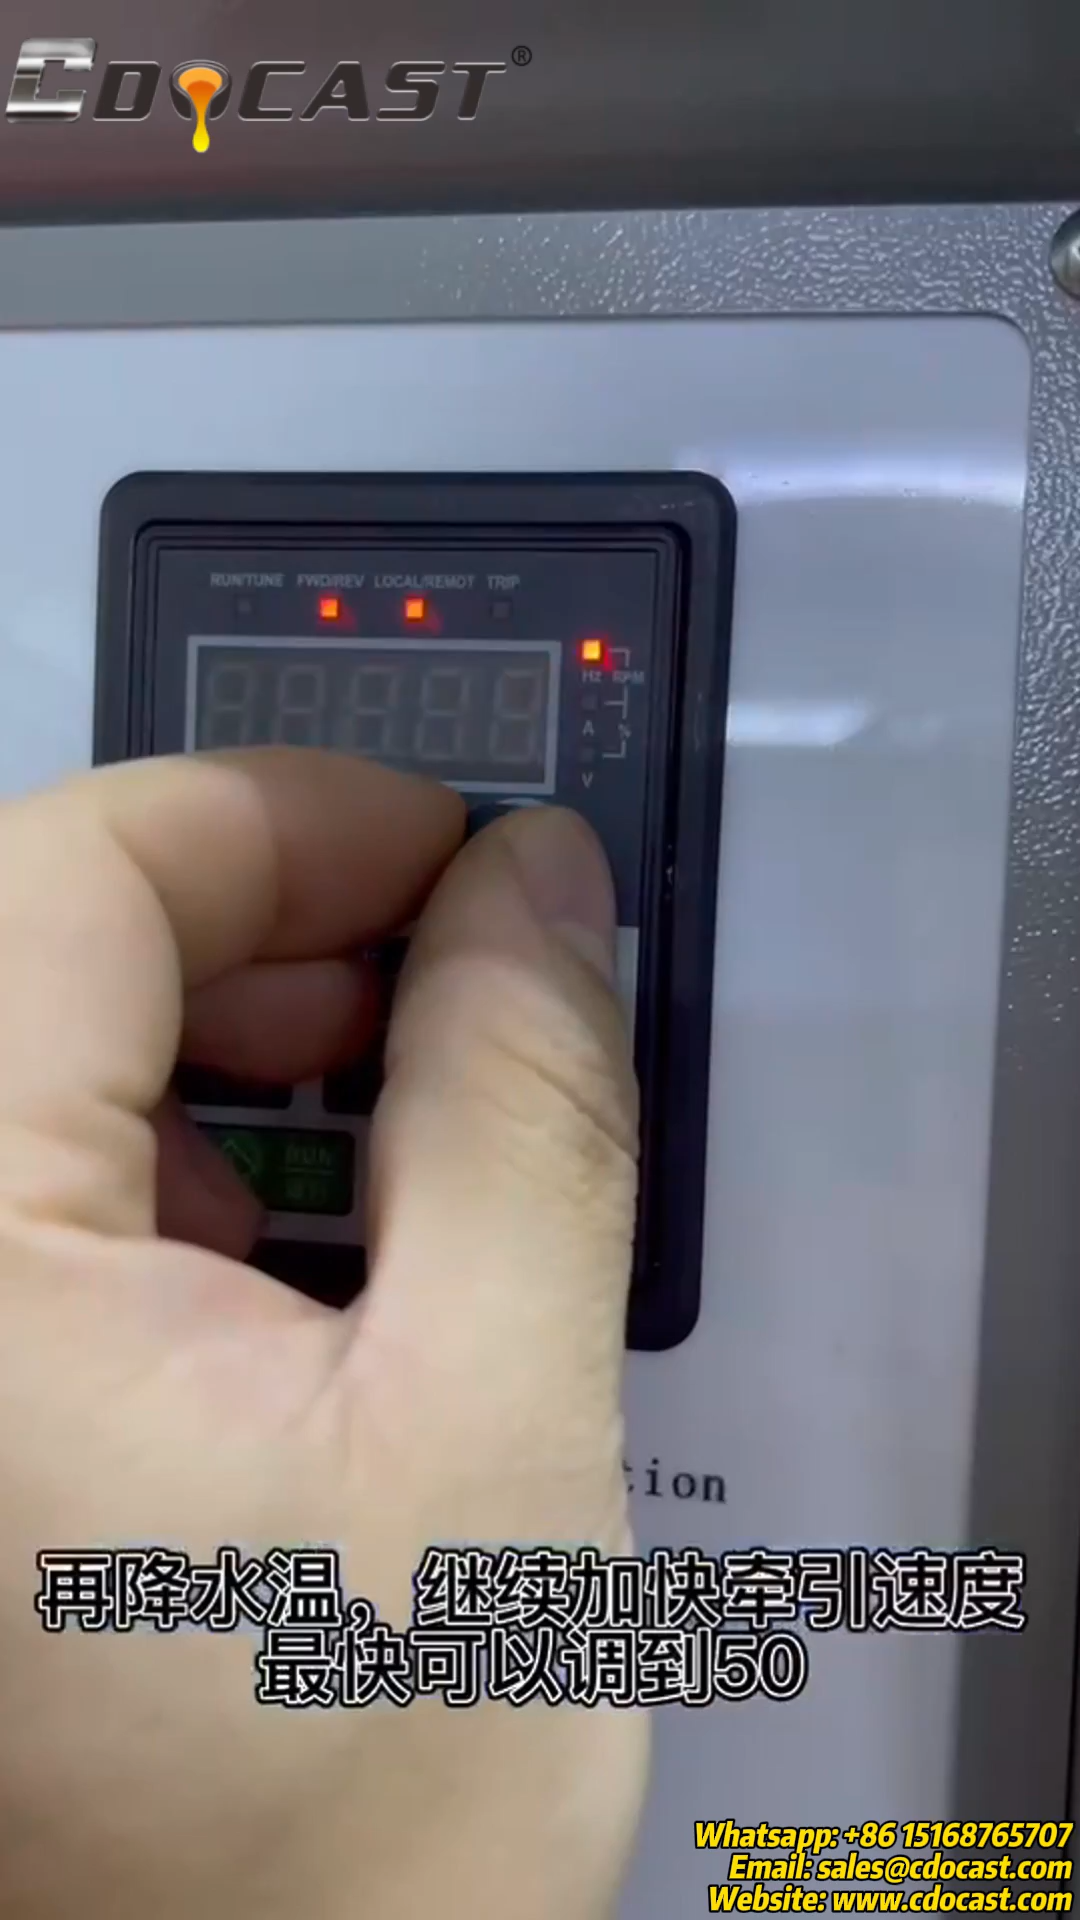 CDOCAST®
RUN/TUNE FWD/REV LOCAL/REMOT TRIP
Hz RPM
A %
V
RUN
tion
再降水温，继续加快牵引速度
最快可以调到50
Whatsapp: +86 15168765707
Email: sales@cdocast.com
Website: www.cdocast.com